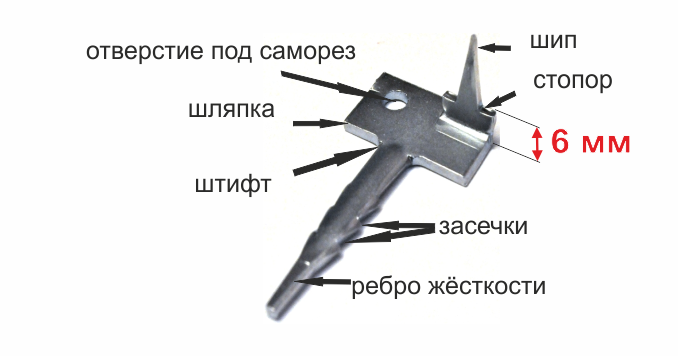 шип
отверстие под саморез
стопор
шляпка
6 мм
штифт
засечки
ребро жёсткости